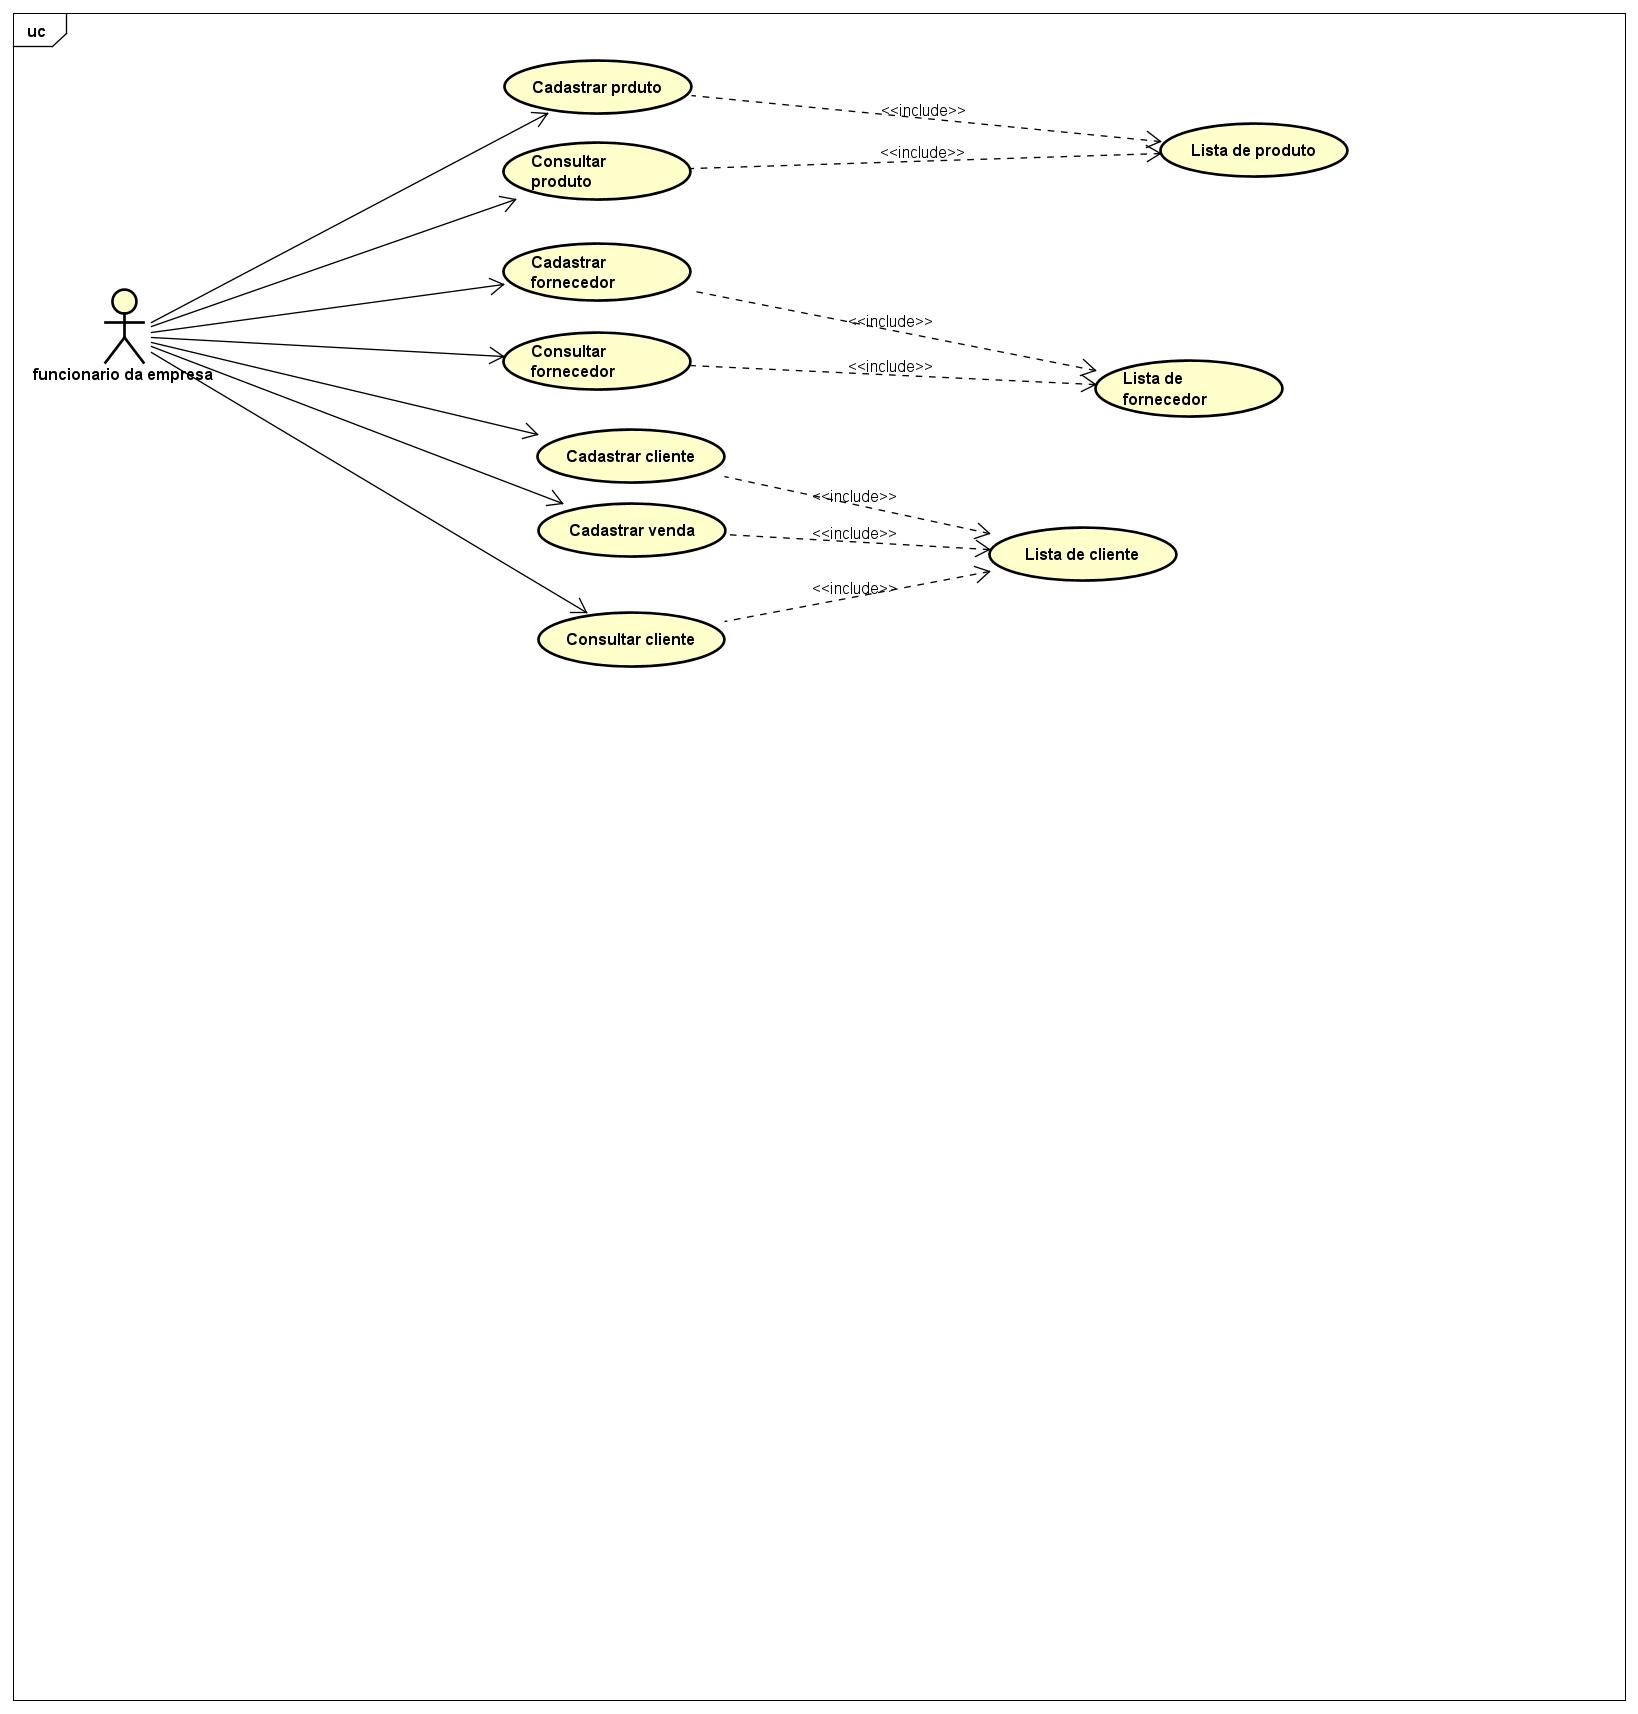 uc
Cadastrar prduto
<<include>>
Consultar
produto
<<include>>
Lista de produto
Cadastrar
fornecedor
<<include>>
Consultar
fornecedor
<<include>>
funcionario da empresa
Lista de
fornecedor
Cadastrar cliente
<<include>>
Cadastrar venda
<<include>>
Lista de cliente
<<include>>
Consultar cliente